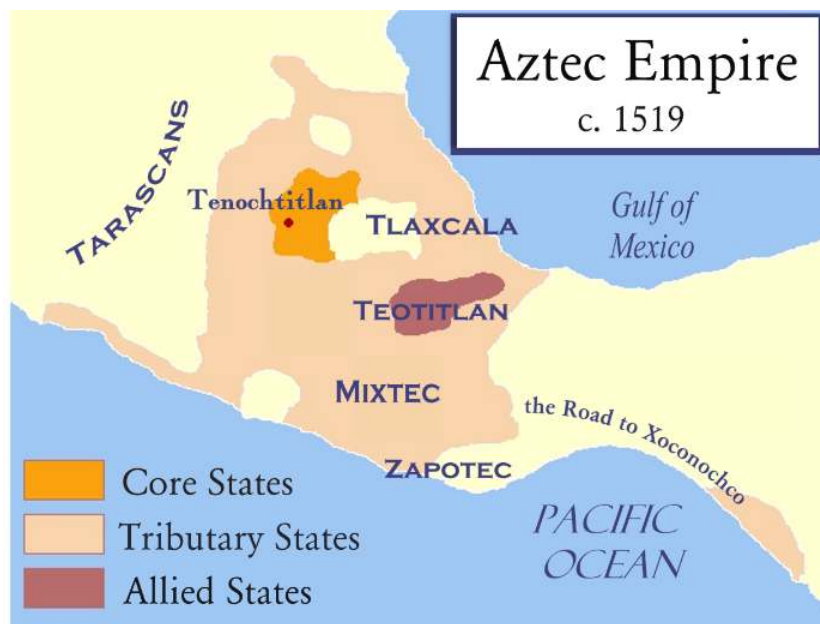 Aztec Empire
c. 1519
TARASCANS
Tenochtitlan
TLAXCALA
Gulf of
Mexico
TEOTITLAN
MIXTEC
the Road to Xoconochco
ZAPOTEC
PACIFIC
OCEAN
Core States
Tributary States
Allied States